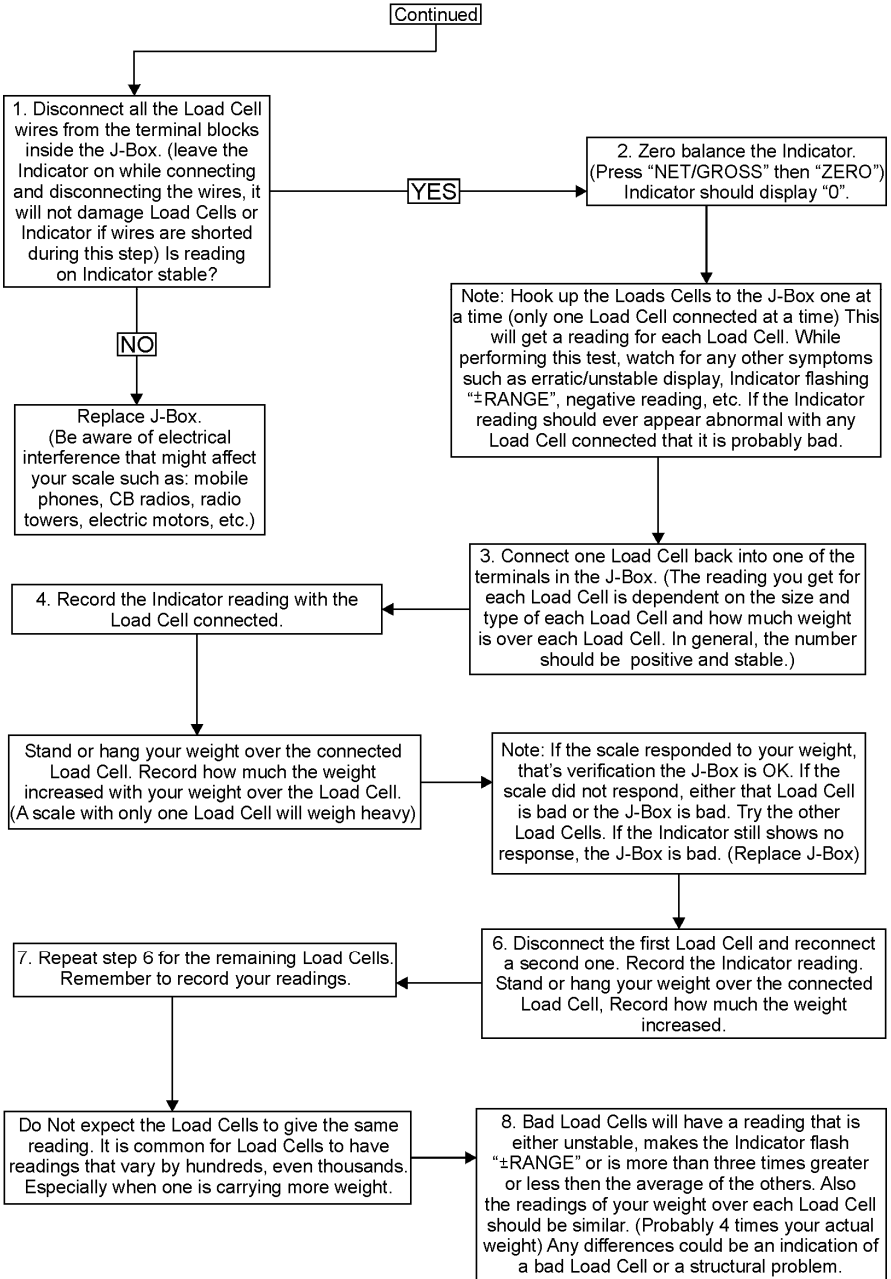 Continued
1. Disconnect all the Load Cell
wires from the terminal blocks
inside the J-Box. (leave the
Indicator on while connecting
and disconnecting the wires, it
will not damage Load Cells or
Indicator if wires are shorted
during this step) Is reading
on Indicator stable?
YES
2. Zero balance the Indicator.
(Press “NET/GROSS” then “ZERO”)
Indicator should display “0”.
NO
Replace J-Box.
(Be aware of electrical
interference that might affect
your scale such as: mobile
phones, CB radios, radio
towers, electric motors, etc.)
Note: Hook up the Loads Cells to the J-Box one at
a time (only one Load Cell connected at a time) This
will get a reading for each Load Cell. While
performing this test, watch for any other symptoms
such as erratic/unstable display, Indicator flashing
“±RANGE”, negative reading, etc. If the Indicator
reading should ever appear abnormal with any
Load Cell connected that it is probably bad.
3. Connect one Load Cell back into one of the
terminals in the J-Box. (The reading you get for
each Load Cell is dependent on the size and
type of each Load Cell and how much weight
is over each Load Cell. In general, the number
should be positive and stable.)
4. Record the Indicator reading with the
Load Cell connected.
Stand or hang your weight over the connected
Load Cell. Record how much the weight
increased with your weight over the Load Cell.
(A scale with only one Load Cell will weigh heavy)
Note: If the scale responded to your weight,
that’s verification the J-Box is OK. If the
scale did not respond, either that Load Cell
is bad or the J-Box is bad. Try the other
Load Cells. If the Indicator still shows no
response, the J-Box is bad. (Replace J-Box)
6. Disconnect the first Load Cell and reconnect
a second one. Record the Indicator reading.
Stand or hang your weight over the connected
Load Cell, Record how much the weight
increased.
7. Repeat step 6 for the remaining Load Cells.
Remember to record your readings.
Do Not expect the Load Cells to give the same
reading. It is common for Load Cells to have
readings that vary by hundreds, even thousands.
Especially when one is carrying more weight.
8. Bad Load Cells will have a reading that is
either unstable, makes the Indicator flash
“±RANGE” or is more than three times greater
or less then the average of the others. Also
the readings of your weight over each Load Cell
should be similar. (Probably 4 times your actual
weight) Any differences could be an indication of
a bad Load Cell or a structural problem.